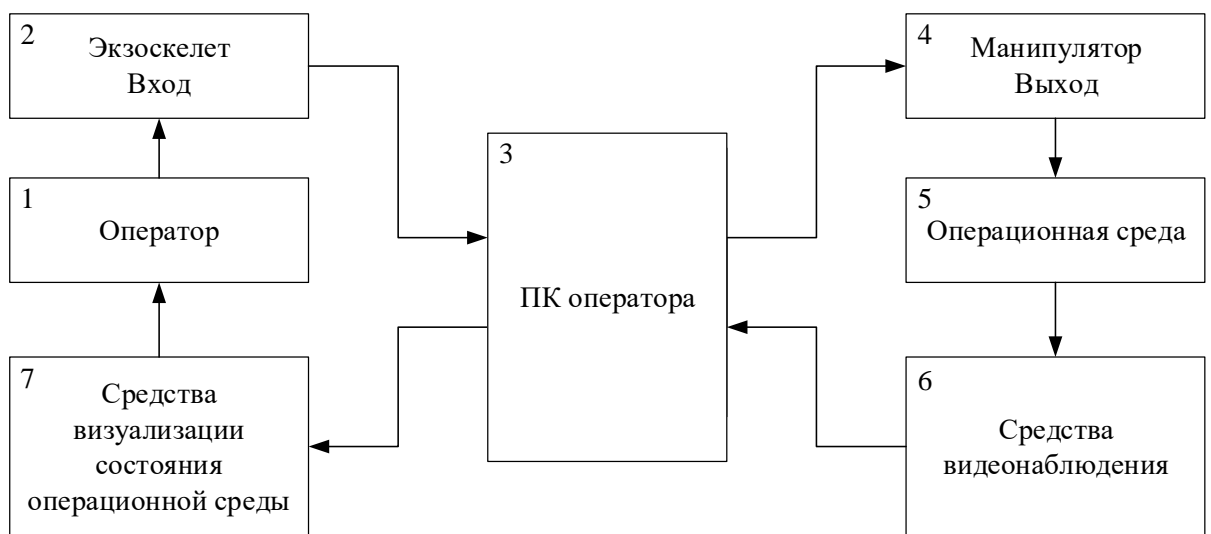 1
Оператор
2
Экзоскелет
Вход
3
ПК оператора
4
Манипулятор
Выход
5
Операционная среда
6
Средства
видеонаблюдения
7
Средства
визуализации
состояния
операционной среды